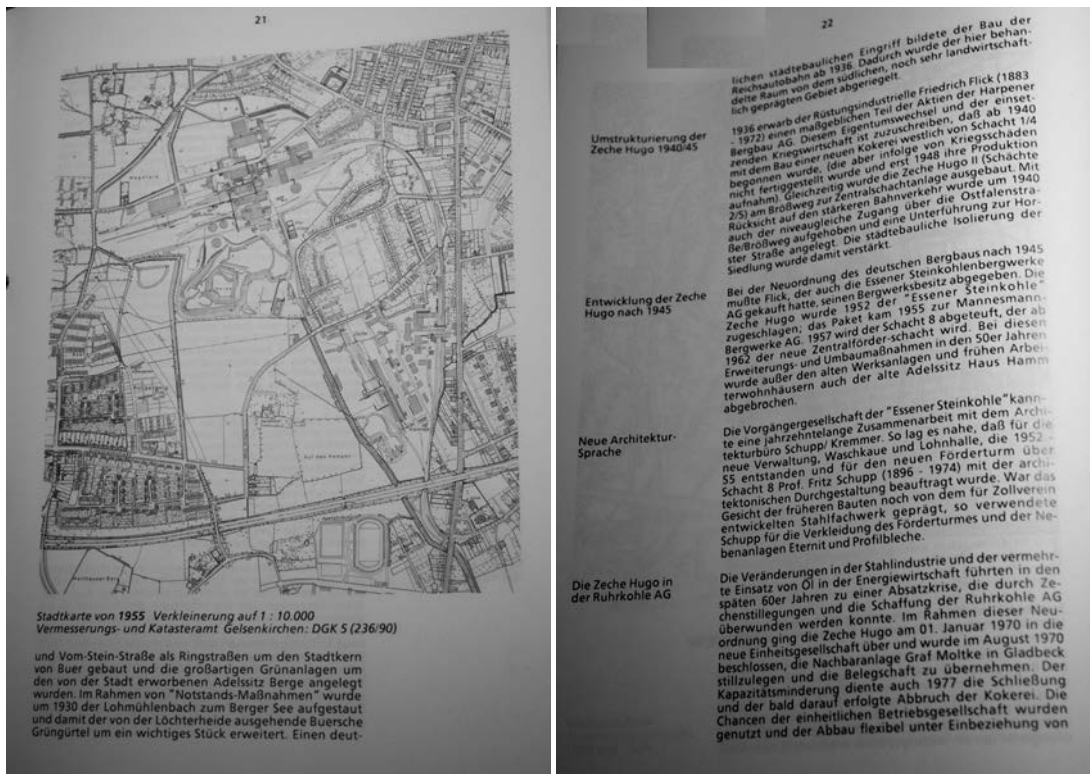 21
Stadtkarte von 1955 Verkleinerung auf 1 : 10.000
Vermessungs- und Katasteramt Gelsenkirchen: DGK 5 (236/90)
und Vom-Stein-Straße als Ringstraßen um den Stadtkern
von Buer gebaut und die großartigen Grünanlagen um
den von der Stadt erworbenen Adelssitz Berge angelegt
wurden. Im Rahmen von "Notstands-Maßnahmen" wurde
um 1930 der Lohmühlenbach zum Berger See aufgestaut
und damit der von der Löchterheide ausgehende Buersche
Grüngürtel um ein wichtiges Stück erweitert. Einen deut-
22
lichen städtebaulichen Eingriff bildete der Bau der
Reichsautobahn ab 1936. Dadurch wurde der hier behan-
delte Raum von dem südlichen, noch sehr landwirtschaft-
lich geprägten Gebiet abgeriegelt.
Umstrukturierung der
Zeche Hugo 1940/45
1936 erwarb der Rüstungsindustrielle Friedrich Flick (1883
- 1972) einen maßgeblichen Teil der Aktien der Harpener
Bergbau AG. Diesem Eigentumswechsel und der einset-
zenden Kriegswirtschaft ist zuzuschreiben, daß ab 1940
mit dem Bau einer neuen Kokerei westlich von Schacht 1/4
begonnen wurde, (die aber infolge von Kriegsschäden
nicht fertiggestellt wurde und erst 1948 ihre Produktion
aufnahm). Gleichzeitig wurde die Zeche Hugo II (Schächte
2/5) am Brößweg zur Zentralschachtanlage ausgebaut. Mit
Rücksicht auf den stärkeren Bahnverkehr wurde um 1940
auch der niveaugleiche Zugang über die Ostfalenstra-
ße/Brößweg aufgehoben und eine Unterführung zur Hor-
ster Straße angelegt. Die städtebauliche Isolierung der
Siedlung wurde damit verstärkt.
Entwicklung der Zeche
Hugo nach 1945
Bei der Neuordnung des deutschen Bergbaus nach 1945
mußte Flick, der auch die Essener Steinkohlenbergwerke
AG gekauft hatte, seinen Bergwerksbesitz abgegeben. Die
Zeche Hugo wurde 1952 der "Essener Steinkohle"
zugeschlagen; das Paket kam 1955 zur Mannesmann-
Bergwerke AG. 1957 wird der Schacht 8 abgeteuft, der ab
1962 der neue Zentralförder-schacht wird. Bei diesen
Erweiterungs- und Umbaumaßnahmen in den 50er Jahren
wurde außer den alten Werksanlagen und frühen Arbei-
terwohnhäusern auch der alte Adelssitz Haus Hamm
abgebrochen.
Neue Architektur-
Sprache
Die Vorgängergesellschaft der "Essener Steinkohle" kann-
te eine jahrzehntelange Zusammenarbeit mit dem Archi-
tekturbüro Schupp/ Kremmer. So lag es nahe, daß für die
neue Verwaltung, Waschkaue und Lohnhalle, die 1952 -
55 entstanden und für den neuen Förderturm über
Schacht 8 Prof. Fritz Schupp (1896 - 1974) mit der archi-
tektonischen Durchgestaltung beauftragt wurde. War das
Gesicht der früheren Bauten noch von dem für Zollverein
entwickelten Stahlfachwerk geprägt, so verwendete
Schupp für die Verkleidung des Förderturmes und der Ne-
benanlagen Eternit und Profilbleche.
Die Zeche Hugo in
der Ruhrkohle AG
Die Veränderungen in der Stahlindustrie und der vermehr-
te Einsatz von Öl in der Energiewirtschaft führten in den
späten 60er Jahren zu einer Absatzkrise, die durch Ze-
chenstillegungen und die Schaffung der Ruhrkohle AG
überwunden werden konnte. Im Rahmen dieser Neu-
ordnung ging die Zeche Hugo am 01. Januar 1970 in die
neue Einheitsgesellschaft über und wurde im August 1970
beschlossen, die Nachbaranlage Graf Moltke in Gladbeck
stillzulegen und die Belegschaft zu übernehmen. Der
Kapazitätsminderung diente auch 1977 die Schließung
und der bald darauf erfolgte Abbruch der Kokerei. Die
Chancen der einheitlichen Betriebsgesellschaft wurden
genutzt und der Abbau flexibel unter Einbeziehung von